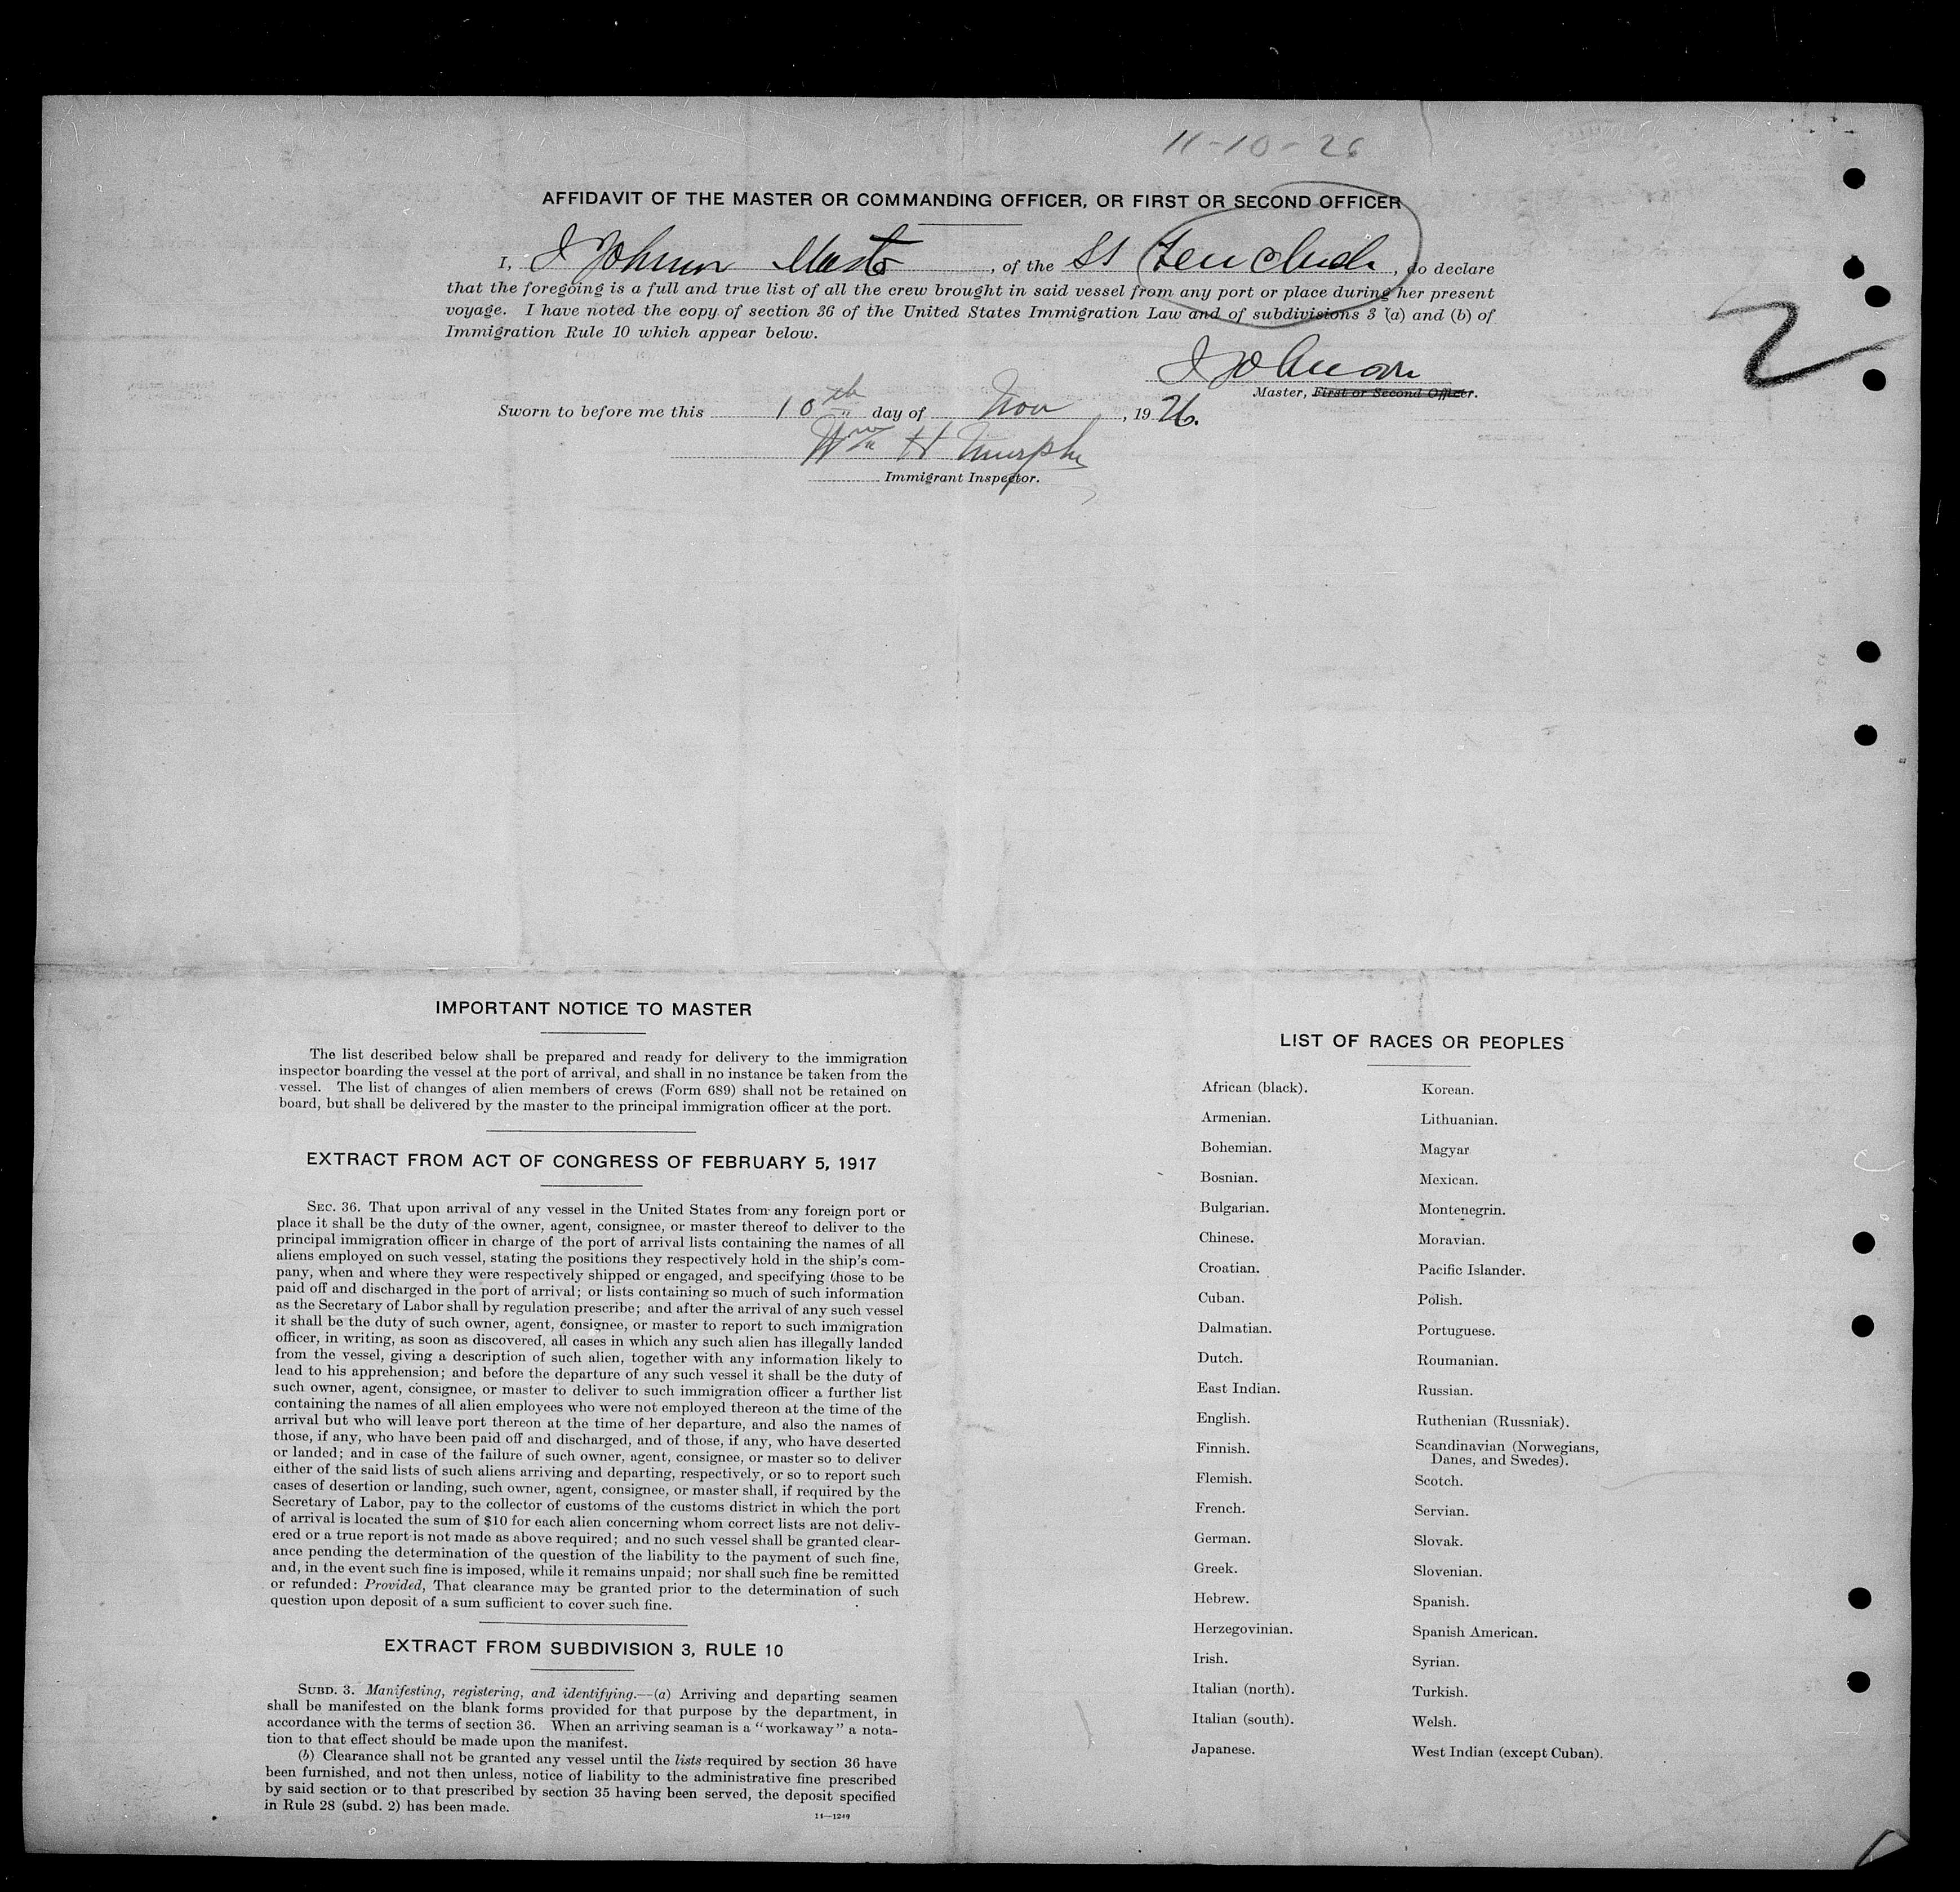 11-10-26
AFFIDAVIT OF THE MASTER OR COMMANDING OFFICER, OR FIRST OR SECOND OFFICER
I, J Johnson Master, of the SS, do declare
that the foregoing is a full and true list of all the crew brought in said vessel from any port or place during her present
voyage. I have noted the copy of section 36 of the United States Immigration Law and of subdivisions 3 (a) and (b) of
Immigration Rule 10 which appear below.
2
J Johnson
Master, First or Second Officer.
Sworn to before me this 10th day of Nov, 1926.
Wm H Murphy
Immigrant Inspector.
IMPORTANT NOTICE TO MASTER
The list described below shall be prepared and ready for delivery to the immigration
inspector boarding the vessel at the port of arrival, and shall in no instance be taken from the
vessel. The list of changes of alien members of crews (Form 689) shall not be retained on
board, but shall be delivered by the master to the principal immigration officer at the port.
EXTRACT FROM ACT OF CONGRESS OF FEBRUARY 5, 1917
SEC. 36. That upon arrival of any vessel in the United States from any foreign port or
place it shall be the duty of the owner, agent, consignee, or master thereof to deliver to the
principal immigration officer in charge of the port of arrival lists containing the names of all
aliens employed on such vessel, stating the positions they respectively hold in the ship's com-
pany, when and where they were respectively shipped or engaged, and specifying those to be
paid off and discharged in the port of arrival; or lists containing so much of such information
as the Secretary of Labor shall by regulation prescribe; and after the arrival of any such vessel
it shall be the duty of such owner, agent, consignee, or master to report to such immigration
officer, in writing, as soon as discovered, all cases in which any such alien has illegally landed
from the vessel, giving a description of such alien, together with any information likely to
lead to his apprehension; and before the departure of any such vessel it shall be the duty of
such owner, agent, consignee, or master to deliver to such immigration officer a further list
containing the names of all alien employees who were not employed thereon at the time of the
arrival but who will leave port thereon at the time of her departure, and also the names of
those, if any, who have been paid off and discharged, and of those, if any, who have deserted
or landed; and in case of the failure of such owner, agent, consignee, or master so to deliver
either of the said lists of such aliens arriving and departing, respectively, or so to report such
cases of desertion or landing, such owner, agent, consignee, or master shall, if required by the
Secretary of Labor, pay to the collector of customs of the customs district in which the port
of arrival is located the sum of $10 for each alien concerning whom correct lists are not deliv-
ered or a true report is not made as above required; and no such vessel shall be granted clear-
ance pending the determination of the question of the liability to the payment of such fine,
and, in the event such fine is imposed, while it remains unpaid; nor shall such fine be remitted
or refunded: Provided, That clearance may be granted prior to the determination of such
question upon deposit of a sum sufficient to cover such fine.
EXTRACT FROM SUBDIVISION 3, RULE 10
SUBD. 3. Manifesting, registering, and identifying.—(a) Arriving and departing seamen
shall be manifested on the blank forms provided for that purpose by the department, in
accordance with the terms of section 36. When an arriving seaman is a "workaway" a nota-
tion to that effect should be made upon the manifest.
(b) Clearance shall not be granted any vessel until the lists required by section 36 have
been furnished, and not then unless, notice of liability to the administrative fine prescribed
by said section or to that prescribed by section 35 having been served, the deposit specified
in Rule 28 (subd. 2) has been made.
14—1249
LIST OF RACES OR PEOPLES
African (black).
Armenian.
Bohemian.
Bosnian.
Bulgarian.
Chinese.
Croatian.
Cuban.
Dalmatian.
Dutch.
East Indian.
English.
Finnish.
Flemish.
French.
German.
Greek.
Hebrew.
Herzegovinian.
Irish.
Italian (north).
Italian (south).
Japanese.
Korean.
Lithuanian.
Magyar
Mexican.
Montenegrin.
Moravian.
Pacific Islander.
Polish.
Portuguese.
Roumanian.
Russian.
Ruthenian (Russniak).
Scandinavian (Norwegians,
Danes, and Swedes).
Scotch.
Servian.
Slovak.
Slovenian.
Spanish.
Spanish American.
Syrian.
Turkish.
Welsh.
West Indian (except Cuban).